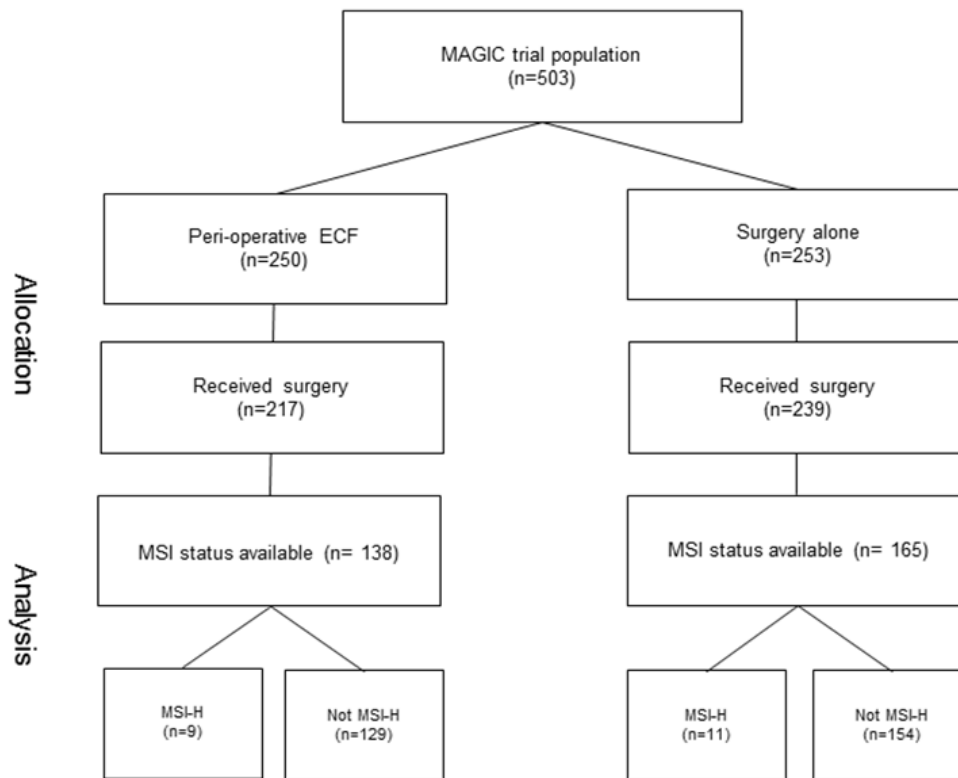 MAGIC trial population
(n=503)
Peri-operative ECF
(n=250)
Surgery alone
(n=253)
Allocation
Received surgery
(n=217)
Received surgery
(n=239)
MSI status available (n= 138)
MSI status available (n= 165)
Analysis
MSI-H
(n=9)
Not MSI-H
(n=129)
MSI-H
(n=11)
Not MSI-H
(n=154)